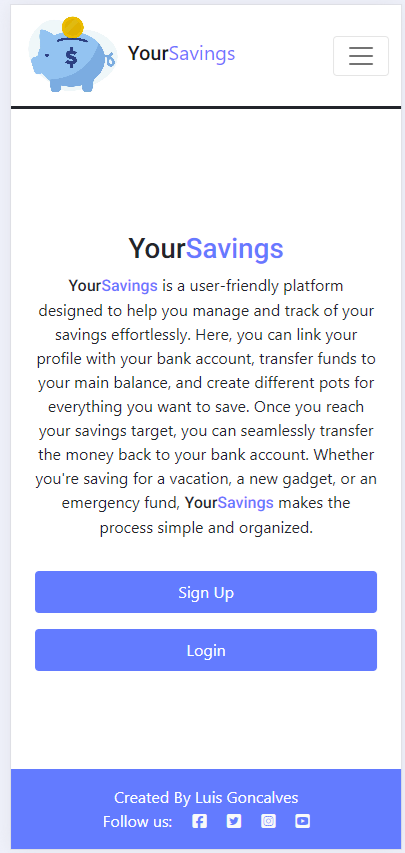 $
YourSavings
YourSavings
YourSavings is a user-friendly platform
designed to help you manage and track of your
savings effortlessly. Here, you can link your
profile with your bank account, transfer funds to
your main balance, and create different pots for
everything you want to save. Once you reach
your savings target, you can seamlessly transfer
the money back to your bank account. Whether
you're saving for a vacation, a new gadget, or an
emergency fund, YourSavings makes the
process simple and organized.
Sign Up
Login
Created By Luis Goncalves
Follow us: